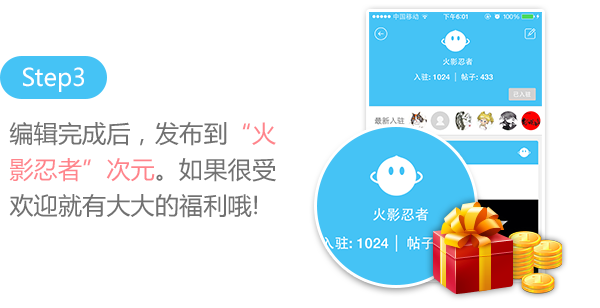 Step3
编辑完成后，发布到“火
影忍者”次元。如果很受
欢迎就有大大的福利哦!
中国移动 下午6:01 100%
火影忍者
入驻: 1024 | 帖子: 433
已入驻
最新入驻
火影忍者
入驻: 1024 | 帖子